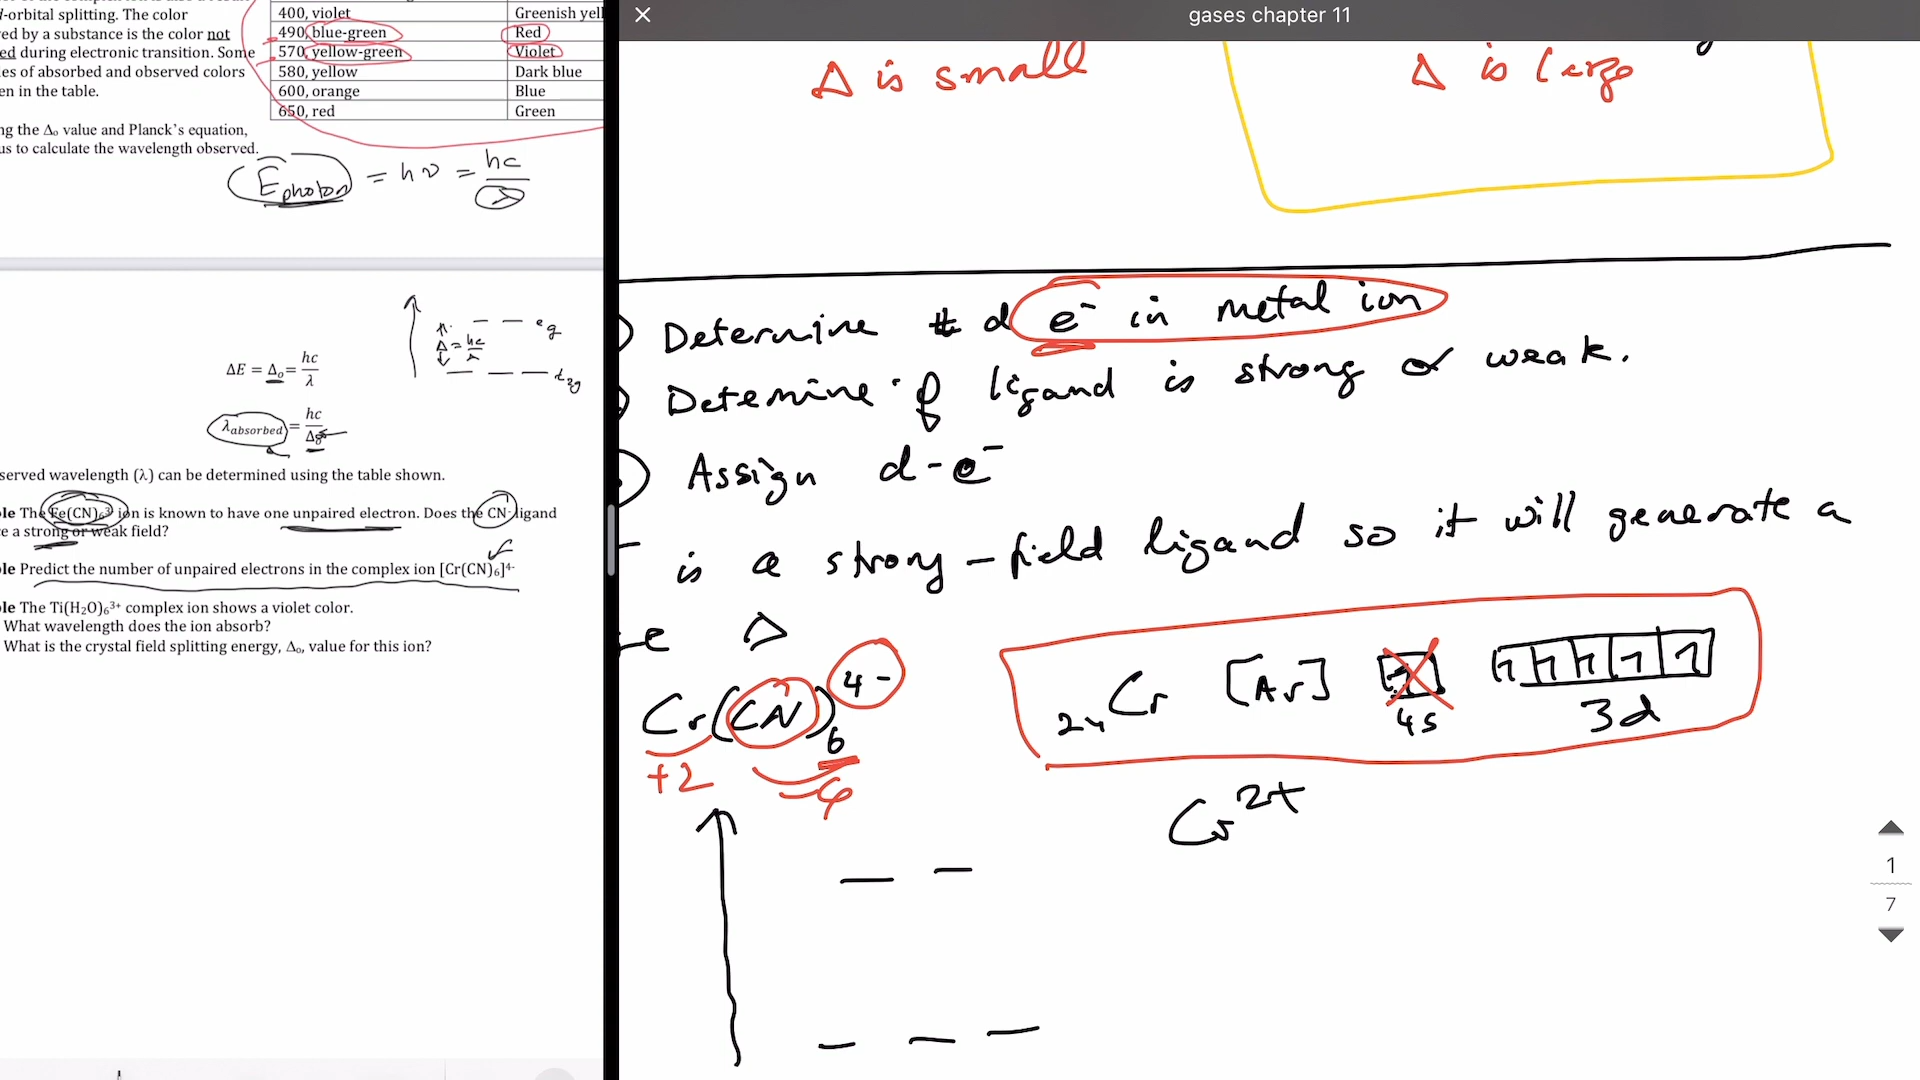 d-orbital splitting. The color
ed by a substance is the color not
ed during electronic transition. Some
es of absorbed and observed colors
en in the table.
400, violet Greenish yell
490, blue-green Red
570, yellow-green Violet
580, yellow Dark blue
600, orange Blue
650, red Green
ng the Δₒ value and Planck's equation,
us to calculate the wavelength observed.
E photon = hν = hc/λ
ΔE = Δₒ = hc/λ
eg
Δ = hc/λ
t2g
λabsorbed = hc/Δₒ
served wavelength (λ) can be determined using the table shown.
ple The Fe(CN)₆³⁻ ion is known to have one unpaired electron. Does the CN⁻ ligand
e a strong or weak field?
ple Predict the number of unpaired electrons in the complex ion [Cr(CN)₆]⁴⁻
ple The Ti(H₂O)₆³⁺ complex ion shows a violet color.
What wavelength does the ion absorb?
What is the crystal field splitting energy, Δₒ, value for this ion?
gases chapter 11
Δ is small
Δ is large
) Determine # d e⁻ in metal ion
) Detemine if ligand is strong or weak.
) Assign d-e⁻
is a strong-field ligand so it will generate a
Δ
Cr(CN)₆ 4-
+2 -6
24Cr [Ar] 4s 3d
Cr2+
1
7